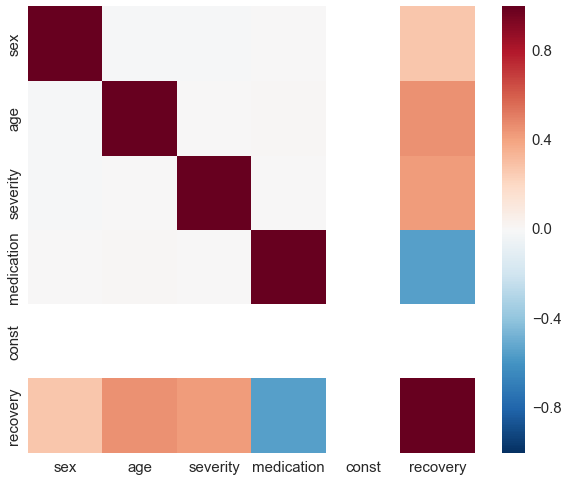 sex
age
severity
medication
const
recovery
sex age severity medication const recovery
0.8
0.4
0.0
−0.4
−0.8